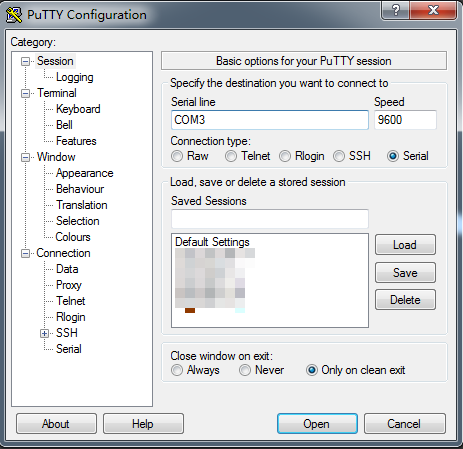 PuTTY Configuration
Category:
Session
Logging
Terminal
Keyboard
Bell
Features
Window
Appearance
Behaviour
Translation
Selection
Colours
Connection
Data
Proxy
Telnet
Rlogin
SSH
Serial
Basic options for your PuTTY session
Specify the destination you want to connect to
Serial line Speed
COM3 9600
Connection type:
Raw Telnet Rlogin SSH Serial
Load, save or delete a stored session
Saved Sessions
Default Settings
Load
Save
Delete
Close window on exit:
Always Never Only on clean exit
About Help Open Cancel